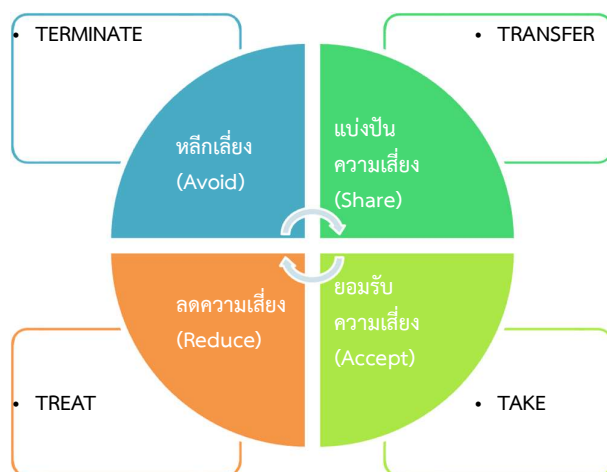 • TERMINATE
• TRANSFER
หลีกเลี่ยง
(Avoid)
แบ่งปัน
ความเสี่ยง
(Share)
ลดความเสี่ยง
(Reduce)
ยอมรับ
ความเสี่ยง
(Accept)
• TREAT
• TAKE